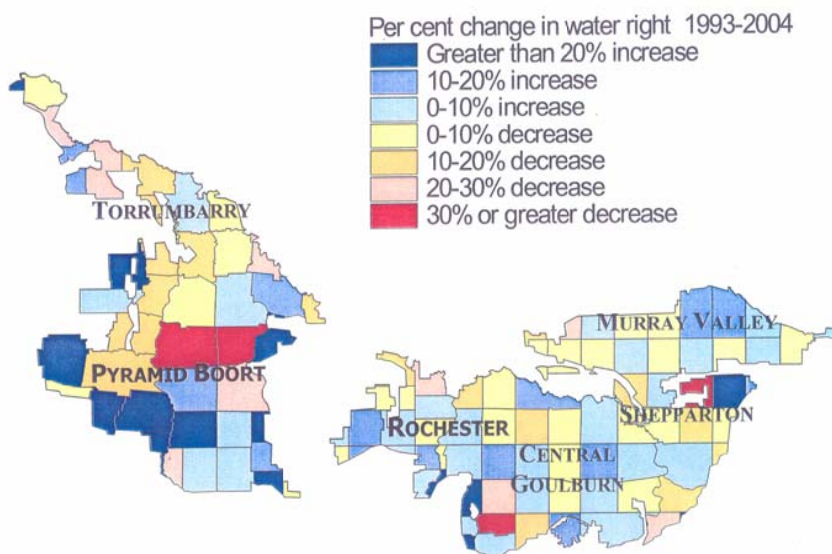 Per cent change in water right 1993-2004
Greater than 20% increase
10-20% increase
0-10% increase
0-10% decrease
10-20% decrease
20-30% decrease
30% or greater decrease
TORRUMBARRY
PYRAMID BOORT
MURRAY VALLEY
SHEPPARTON
ROCHESTER
CENTRAL
GOULBURN